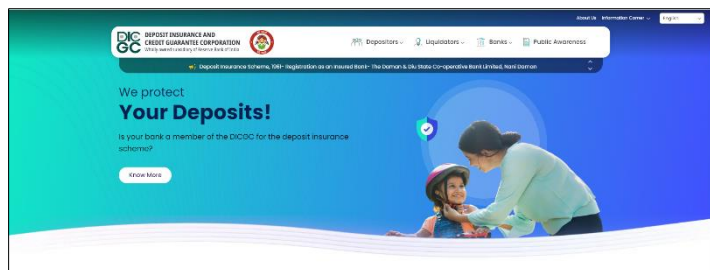 About Us Information Corner English
DICGC DEPOSIT INSURANCE AND
CREDIT GUARANTEE CORPORATION
Wholly owned subsidiary of Reserve Bank of India
Depositors Liquidators Banks Public Awareness
Deposit Insurance Scheme, 1961- Registration as an Insured Bank- The Daman & Diu State Co-operative Bank Limited, Nani Daman
We protect
Your Deposits!
Is your bank a member of the DICGC for the deposit insurance
scheme?
Know More